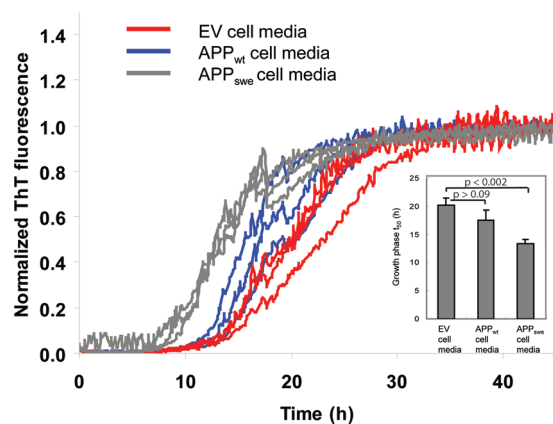 EV cell media
APPwt cell media
APPswe cell media
Normalized ThT fluorescence
1.4
1.2
1.0
0.8
0.6
0.4
0.2
0.0
0 10 20 30 40
Time (h)
Growth phase t50 (h)
25
20
15
10
5
0
p < 0.002
p > 0.09
EV cell media
APPwt cell media
APPswe cell media